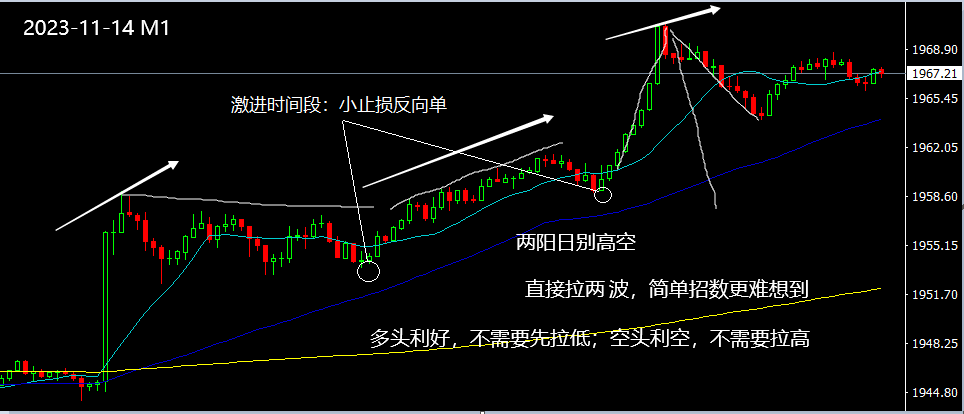 2023-11-14 M1
1968.90
1967.21
1965.45
激进时间段：小止损反向单
1962.05
1958.60
两阳日别高空
1955.15
直接拉两波，简单招数更难想到
1951.70
多头利好，不需要先拉低；空头利空，不需要拉高
1948.25
1944.80